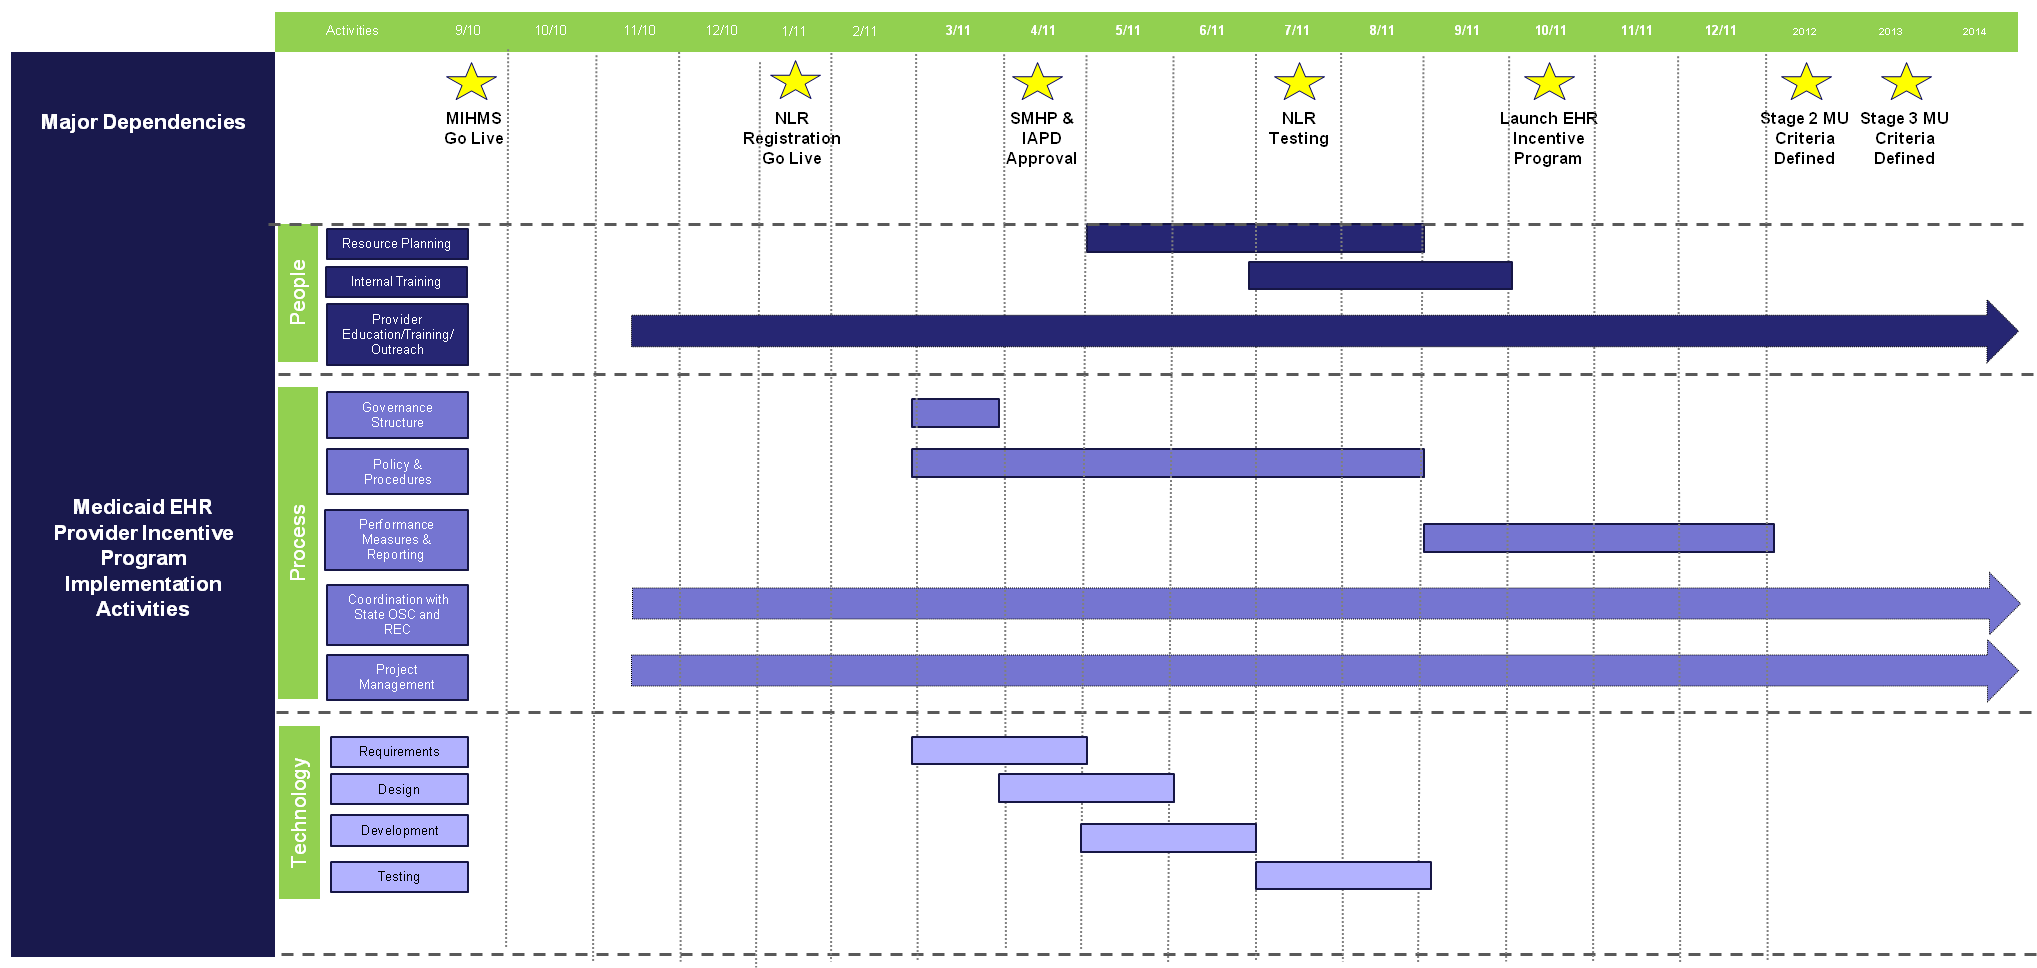 Activities 9/10 10/10 11/10 12/10 1/11 2/11 3/11 4/11 5/11 6/11 7/11 8/11 9/11 10/11 11/11 12/11 2012 2013 2014
Major Dependencies
MIHMS
Go Live
NLR
Registration
Go Live
SMHP &
IAPD
Approval
NLR
Testing
Launch EHR
Incentive
Program
Stage 2 MU
Criteria
Defined
Stage 3 MU
Criteria
Defined
Medicaid EHR
Provider Incentive
Program
Implementation
Activities
People
Resource Planning
Internal Training
Provider
Education/Training/
Outreach
Process
Governance
Structure
Policy &
Procedures
Performance
Measures &
Reporting
Coordination with
State OSC and
REC
Project
Management
Technology
Requirements
Design
Development
Testing